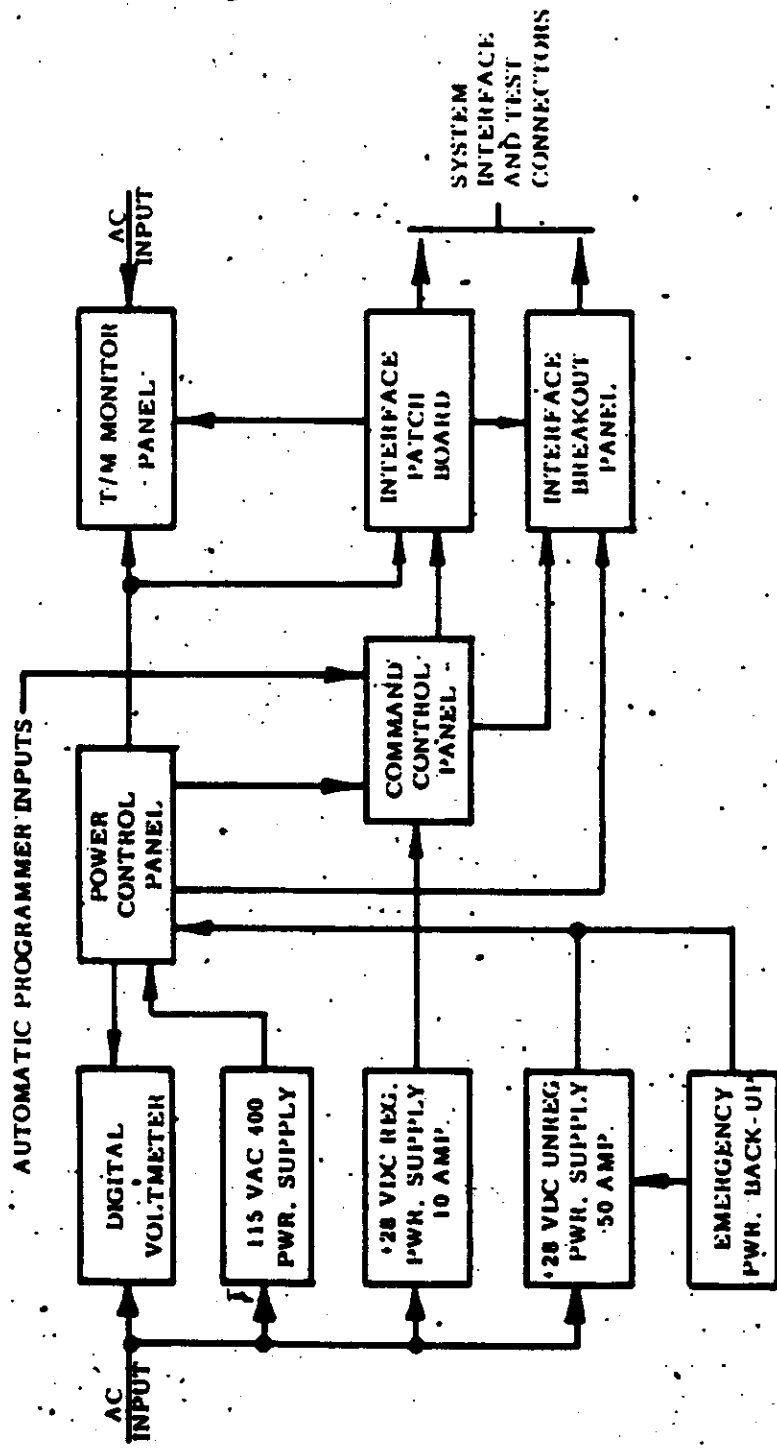 AUTOMATIC PROGRAMMER INPUTS
AC
INPUT
DIGITAL
VOLTMETER
POWER
CONTROL
PANEL
T/M MONITOR
PANEL
AC
INPUT
115 VAC 400
PWR. SUPPLY
+28 VDC REG.
PWR. SUPPLY
10 AMP.
COMMAND
CONTROL
PANEL
INTERFACE
PATCH
BOARD
SYSTEM
INTERFACE
AND TEST
CONNECTORS
+28 VDC UNREG
PWR. SUPPLY
50 AMP.
INTERFACE
BREAKOUT
PANEL
EMERGENCY
PWR. BACK-UP